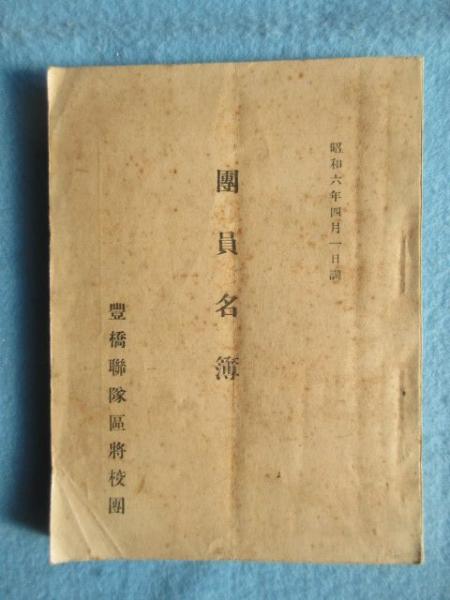 昭和六年四月一日調
團員名簿
豐橋聯隊區將校團